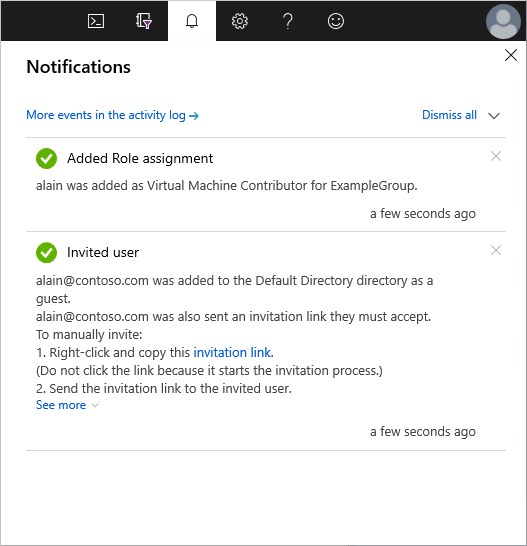 Notifications
More events in the activity log →
Dismiss all
Added Role assignment
alain was added as Virtual Machine Contributor for ExampleGroup.
a few seconds ago
Invited user
alain@contoso.com was added to the Default Directory directory as a
guest.
alain@contoso.com was also sent an invitation link they must accept.
To manually invite:
1. Right-click and copy this invitation link.
(Do not click the link because it starts the invitation process.)
2. Send the invitation link to the invited user.
See more
a few seconds ago